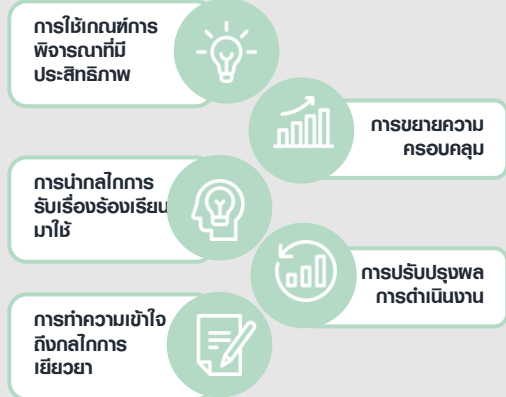 การใช้เกณฑ์การ
พิจารณาที่มี
ประสิทธิภาพ
การขยายความ
ครอบคลุม
การนำกลไกการ
รับเรื่องร้องเรียน
มาใช้
การปรับปรุงผล
การดำเนินงาน
การทำความเข้าใจ
ถึงกลไกการ
เยียวยา